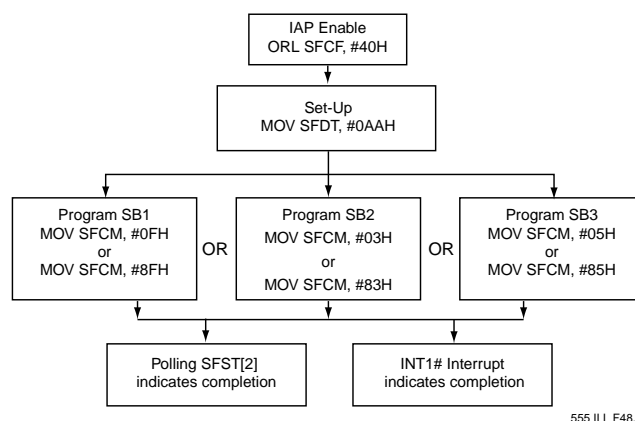 IAP Enable
ORL SFCF, #40H
Set-Up
MOV SFDT, #0AAH
Program SB1
MOV SFCM, #0FH
or
MOV SFCM, #8FH
OR
Program SB2
MOV SFCM, #03H
or
MOV SFCM, #83H
OR
Program SB3
MOV SFCM, #05H
or
MOV SFCM, #85H
Polling SFST[2]
indicates completion
INT1# Interrupt
indicates completion
555 ILL F48.